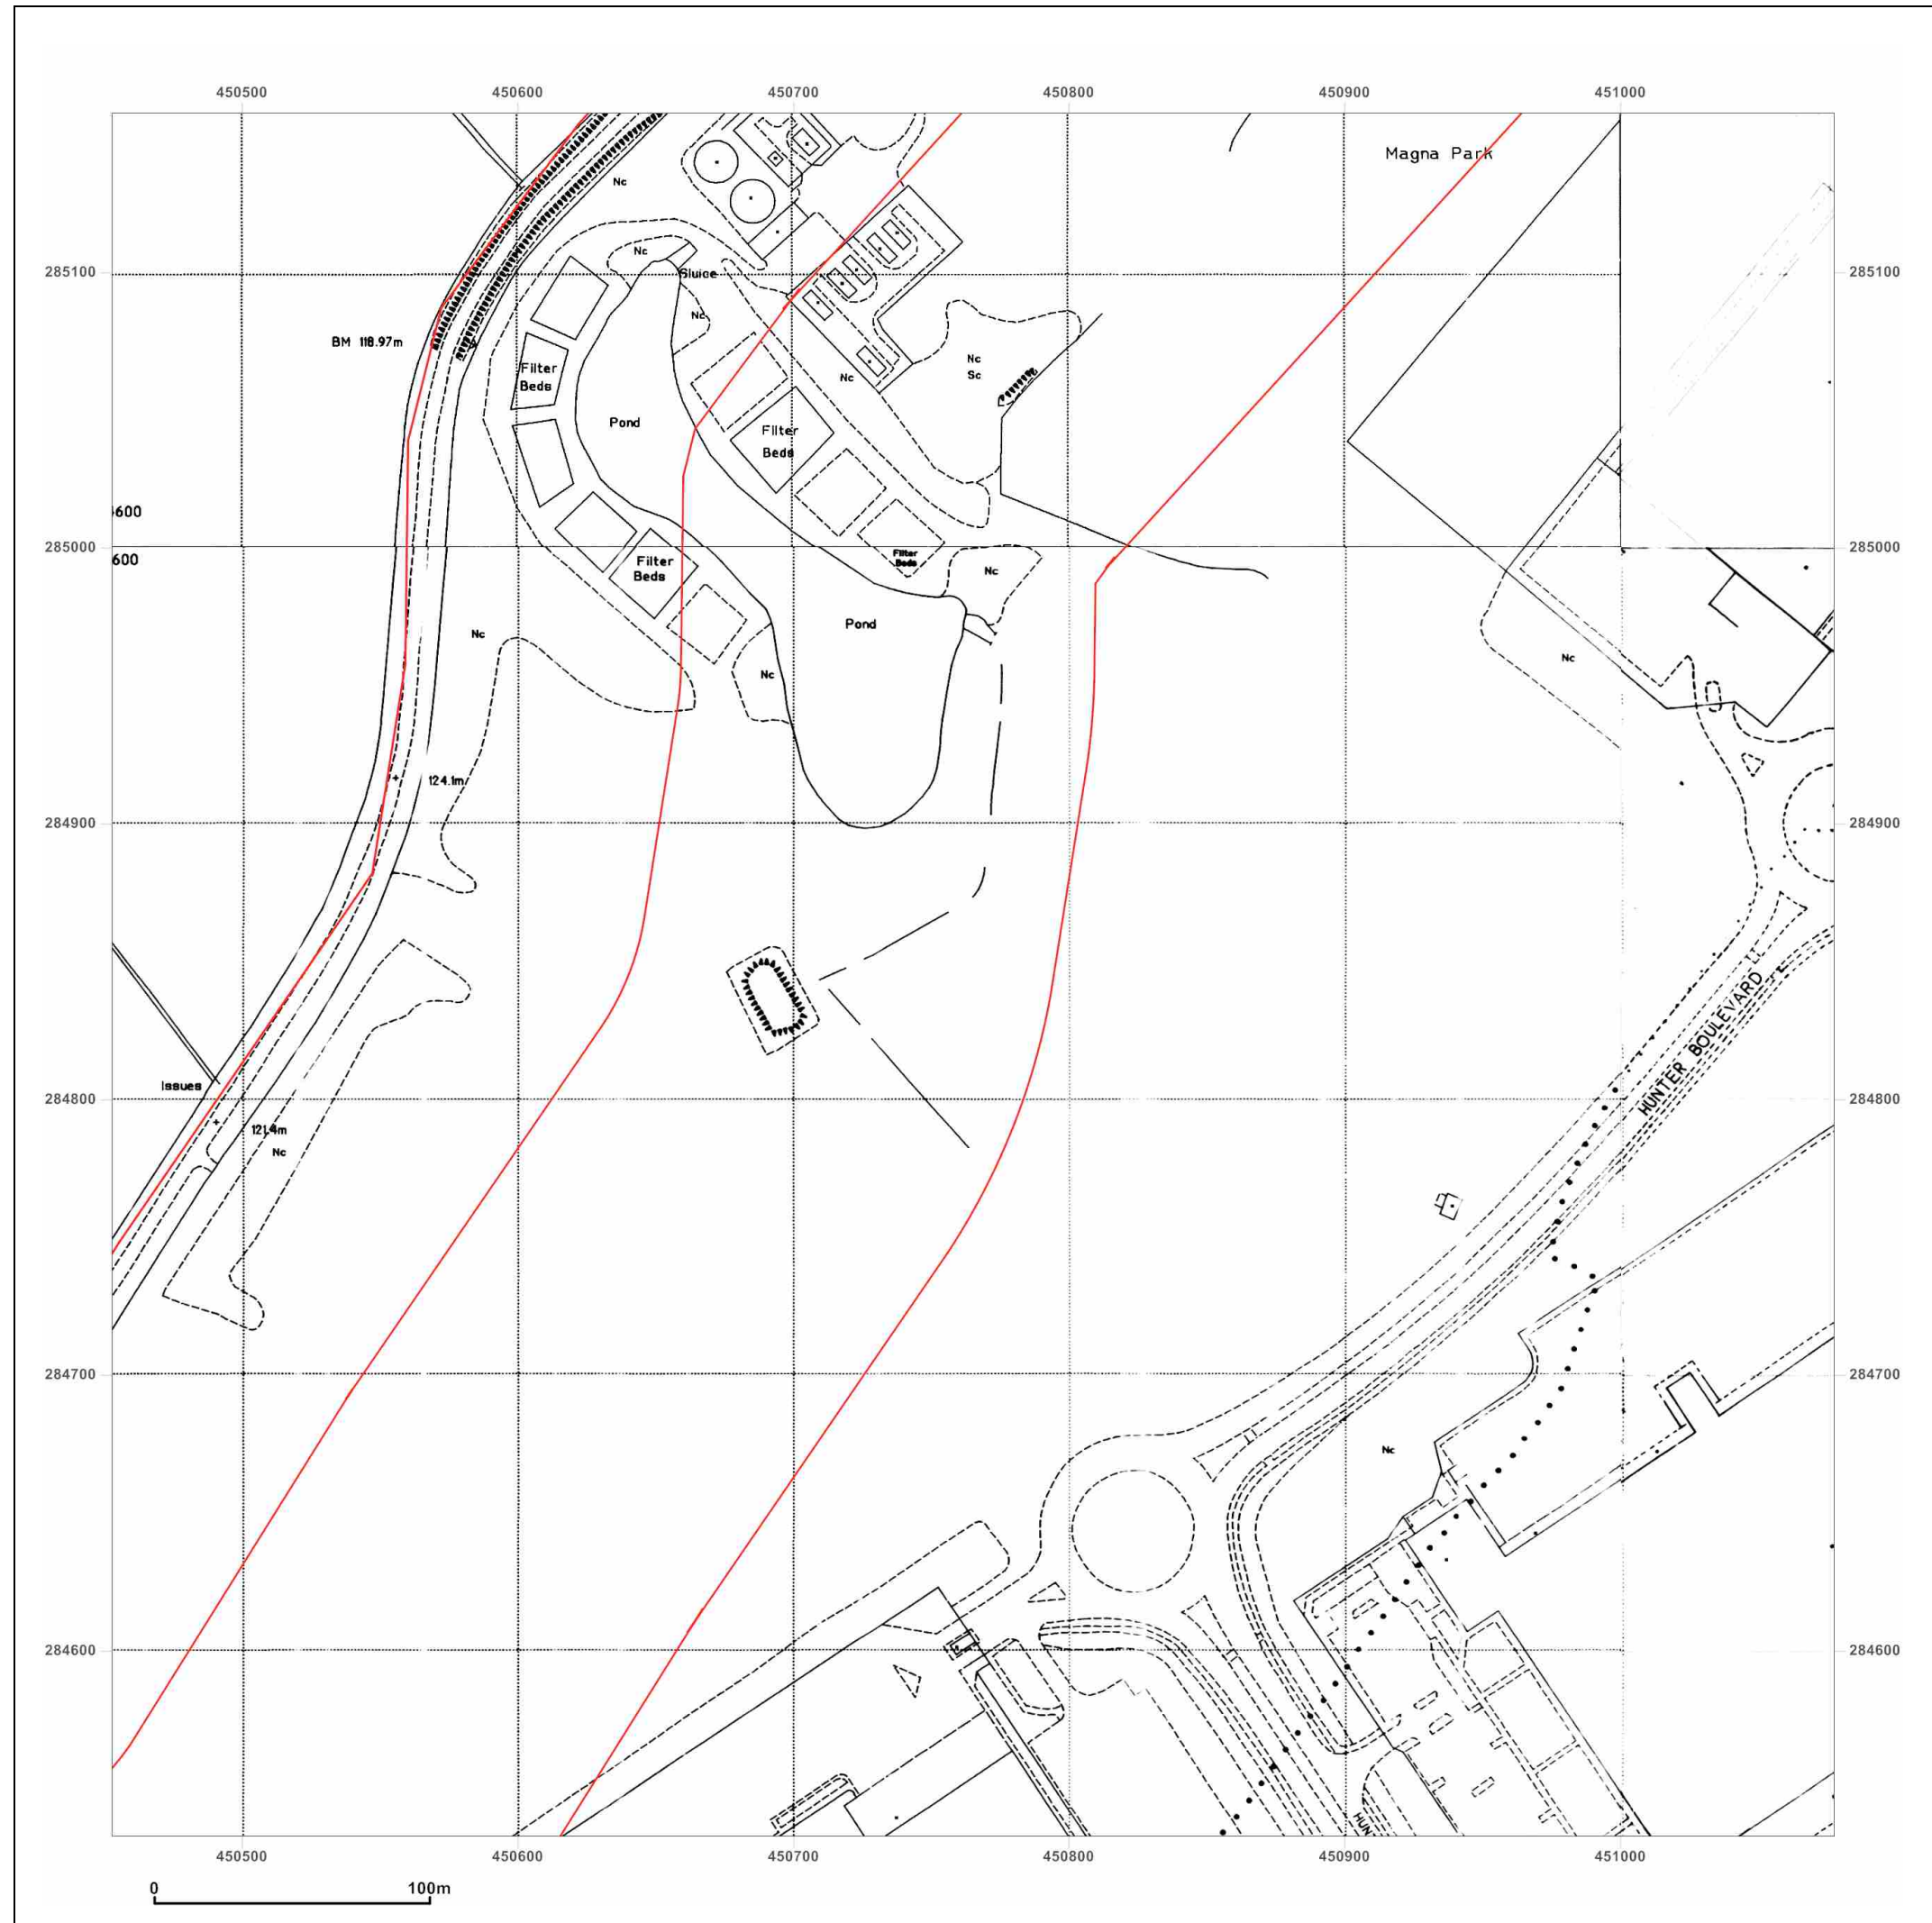 450500 450600 450700 450800 450900 451000
Magna Park
Nc
Nc
285100 Sluice 285100
Nc
BM 118.97m
Nc
Sc
Filter
Beds
Nc
Pond
Filter
Beds
600
285000 285000
600
Filter
Beds
Filter
Beds
Nc
Pond
Nc
Nc
Nc
124.1m
284900 284900
HUNTER BOULEVARD
Issues
284800 284800
121.4m
Nc
284700 284700
Nc
284600 284600
HUN
450500 450600 450700 450800 450900 451000
0 100m